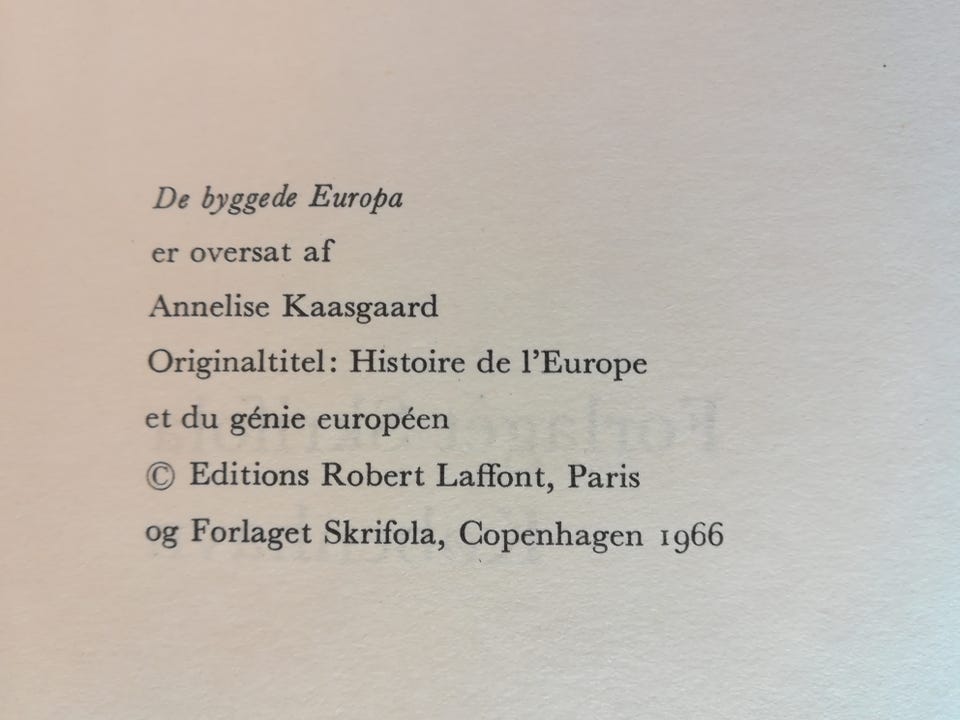 De byggede Europa
er oversat af
Annelise Kaasgaard
Originaltitel: Histoire de l'Europe
et du génie européen
© Editions Robert Laffont, Paris
og Forlaget Skrifola, Copenhagen 1966